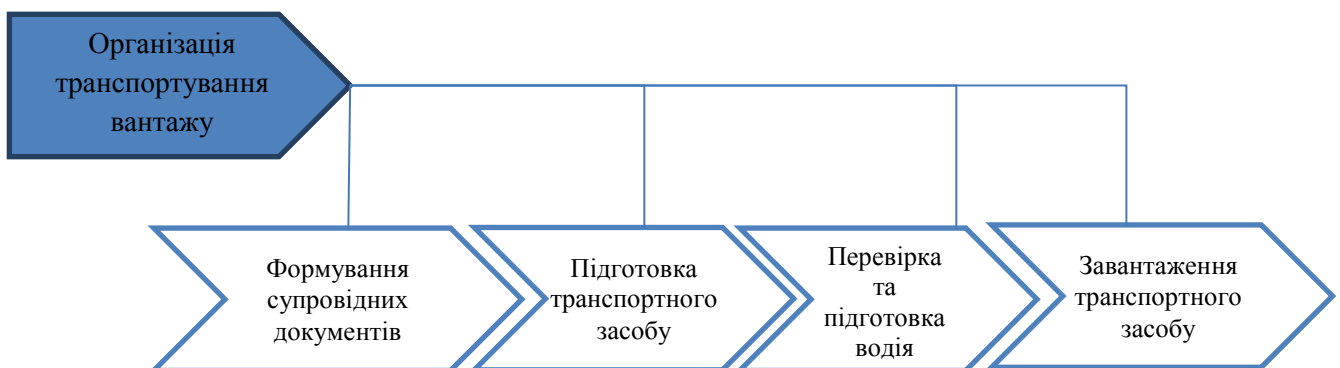 Організація
транспортування
вантажу
Формування
супровідних
документів
Підготовка
транспортного
засобу
Перевірка
та
підготовка
водія
Завантаження
транспортного
засобу